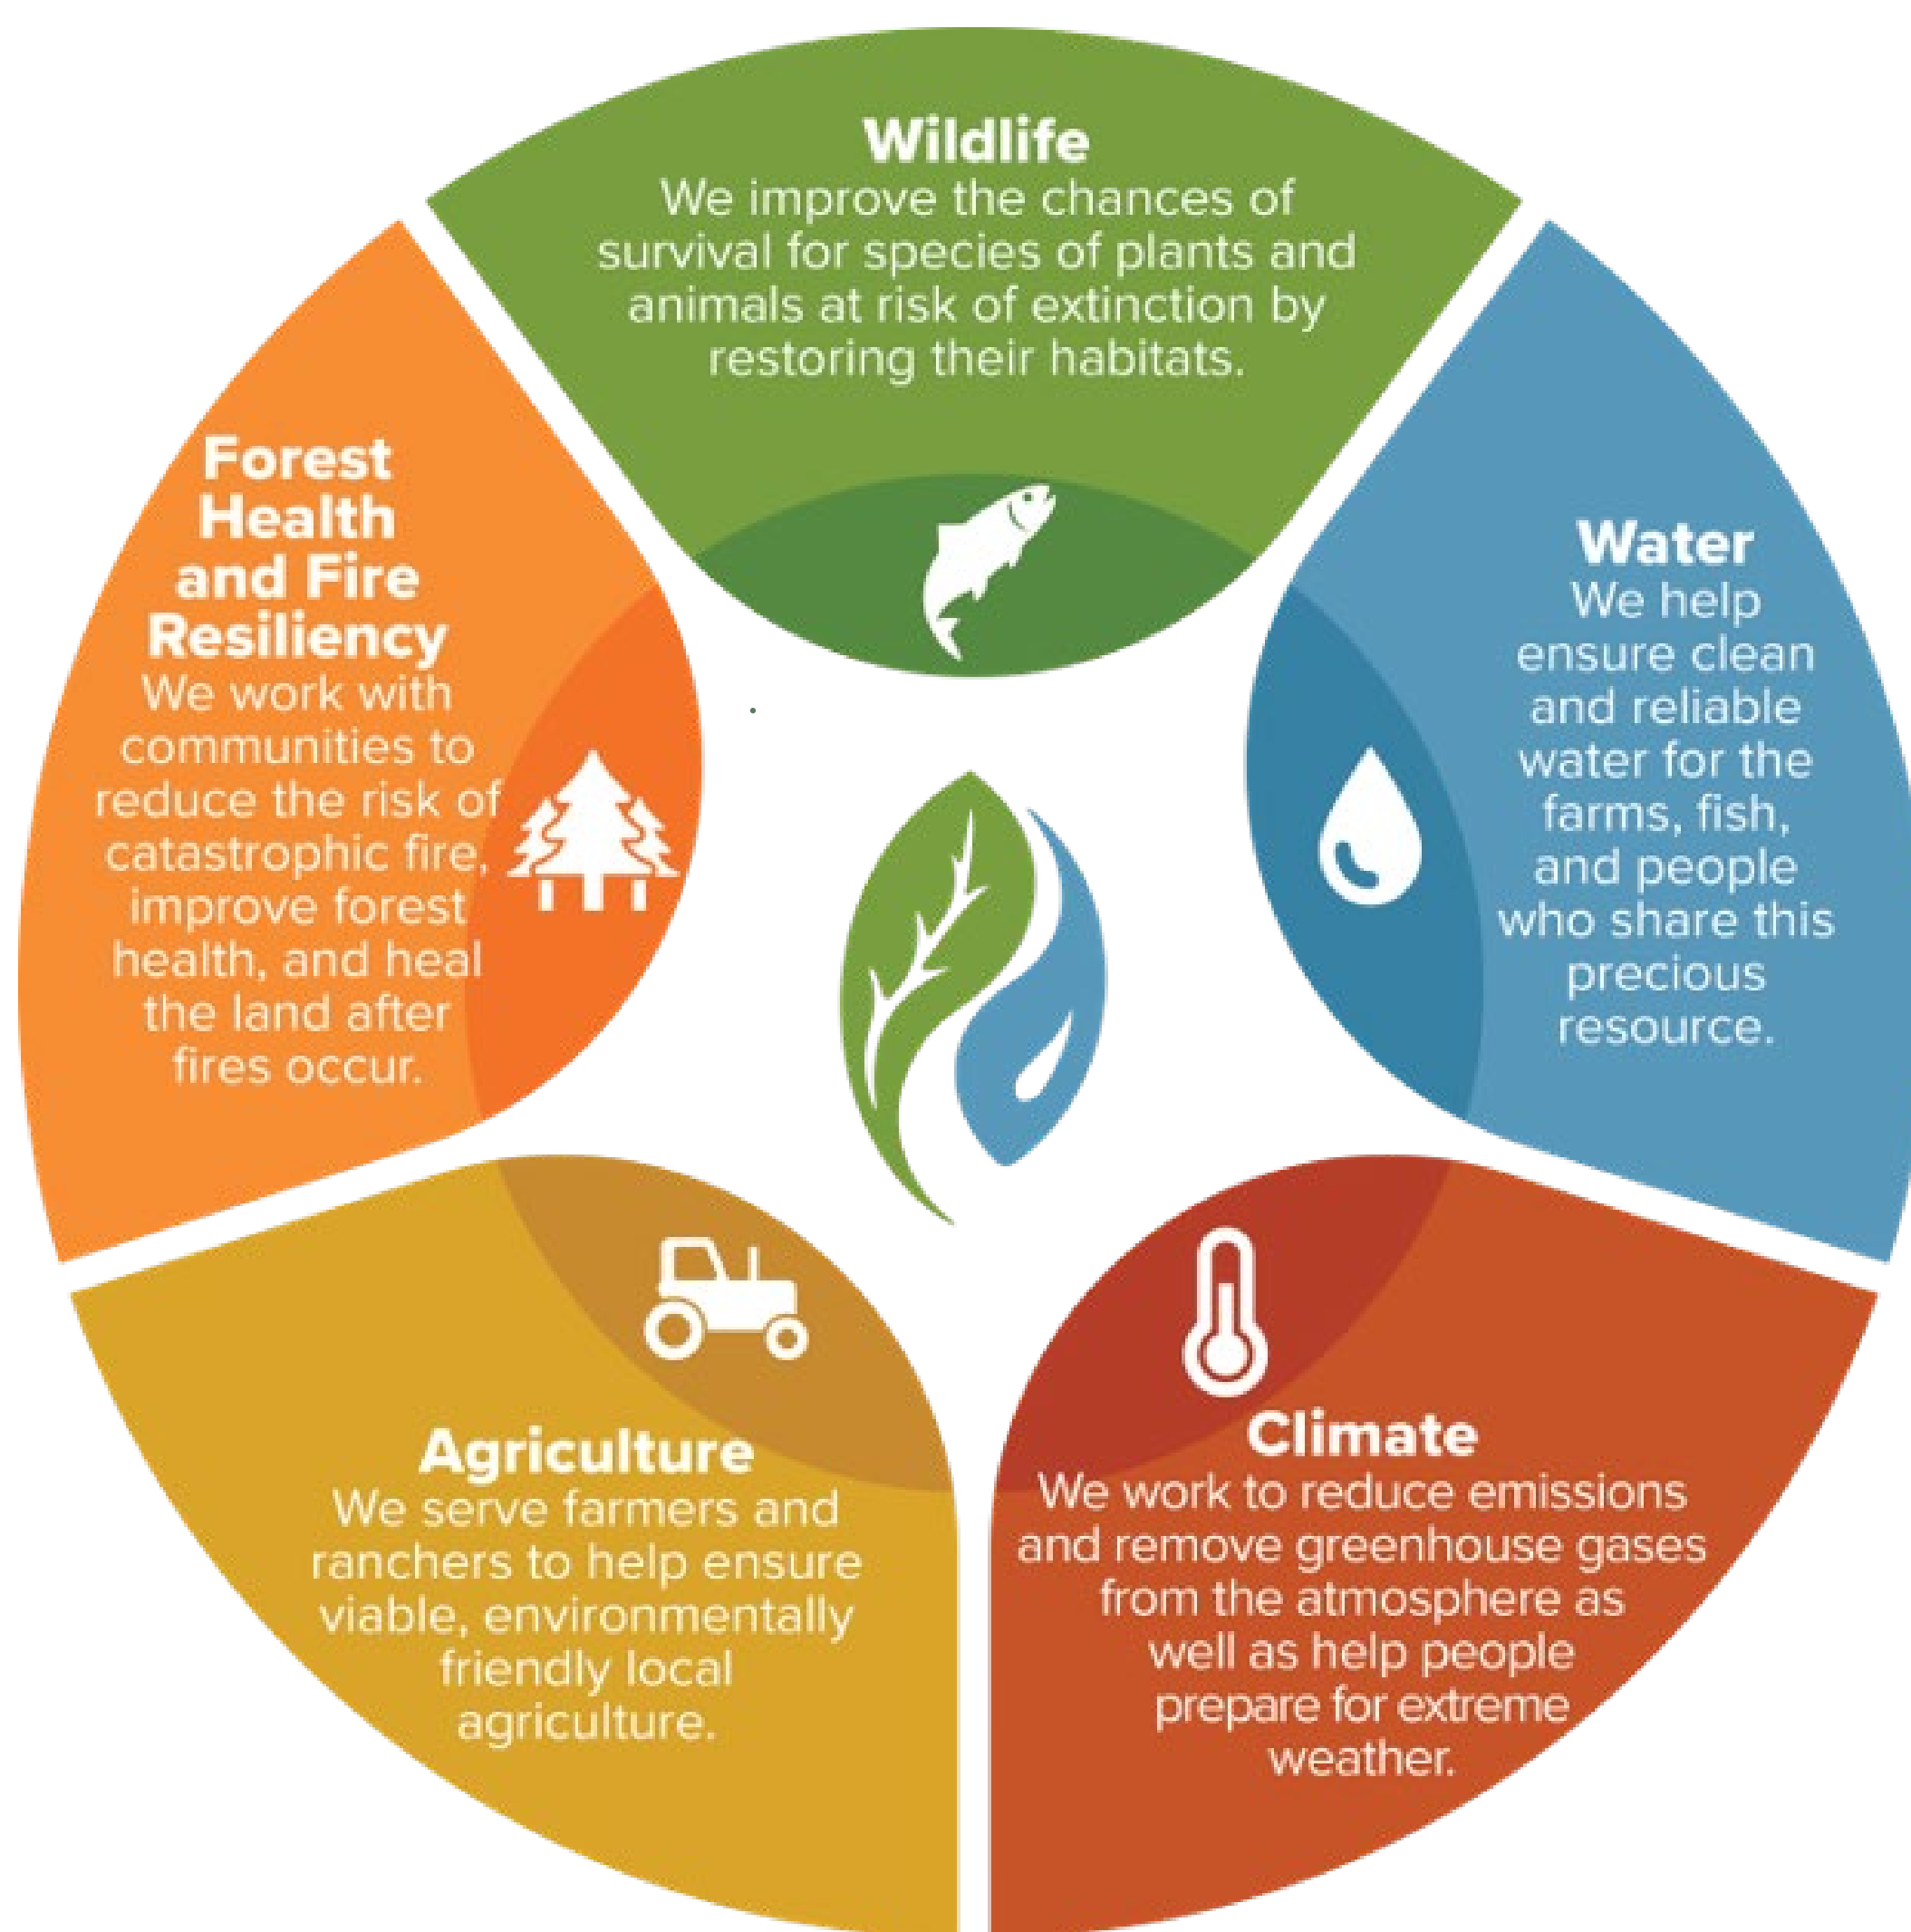 Wildlife
We improve the chances of
survival for species of plants and
animals at risk of extinction by
restoring their habitats.
Water
We help
ensure clean
and reliable
water for the
farms, fish,
and people
who share this
precious
resource.
Climate
We work to reduce emissions
and remove greenhouse gases
from the atmosphere as
well as help people
prepare for extreme
weather.
Agriculture
We serve farmers and
ranchers to help ensure
viable, environmentally
friendly local
agriculture.
Forest
Health
and Fire
Resiliency
We work with
communities to
reduce the risk of
catastrophic fire,
improve forest
health, and heal
the land after
fires occur.